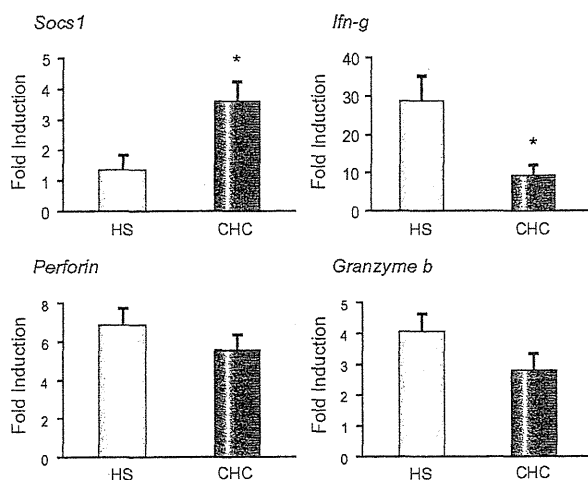 Socs1
Fold Induction
5
4
3
2
1
0
*
HS
CHC
Ifn-g
Fold Induction
40
30
20
10
0
*
HS
CHC
Perforin
Fold Induction
8
6
4
2
0
HS
CHC
Granzyme b
Fold Induction
5
4
3
2
1
0
HS
CHC